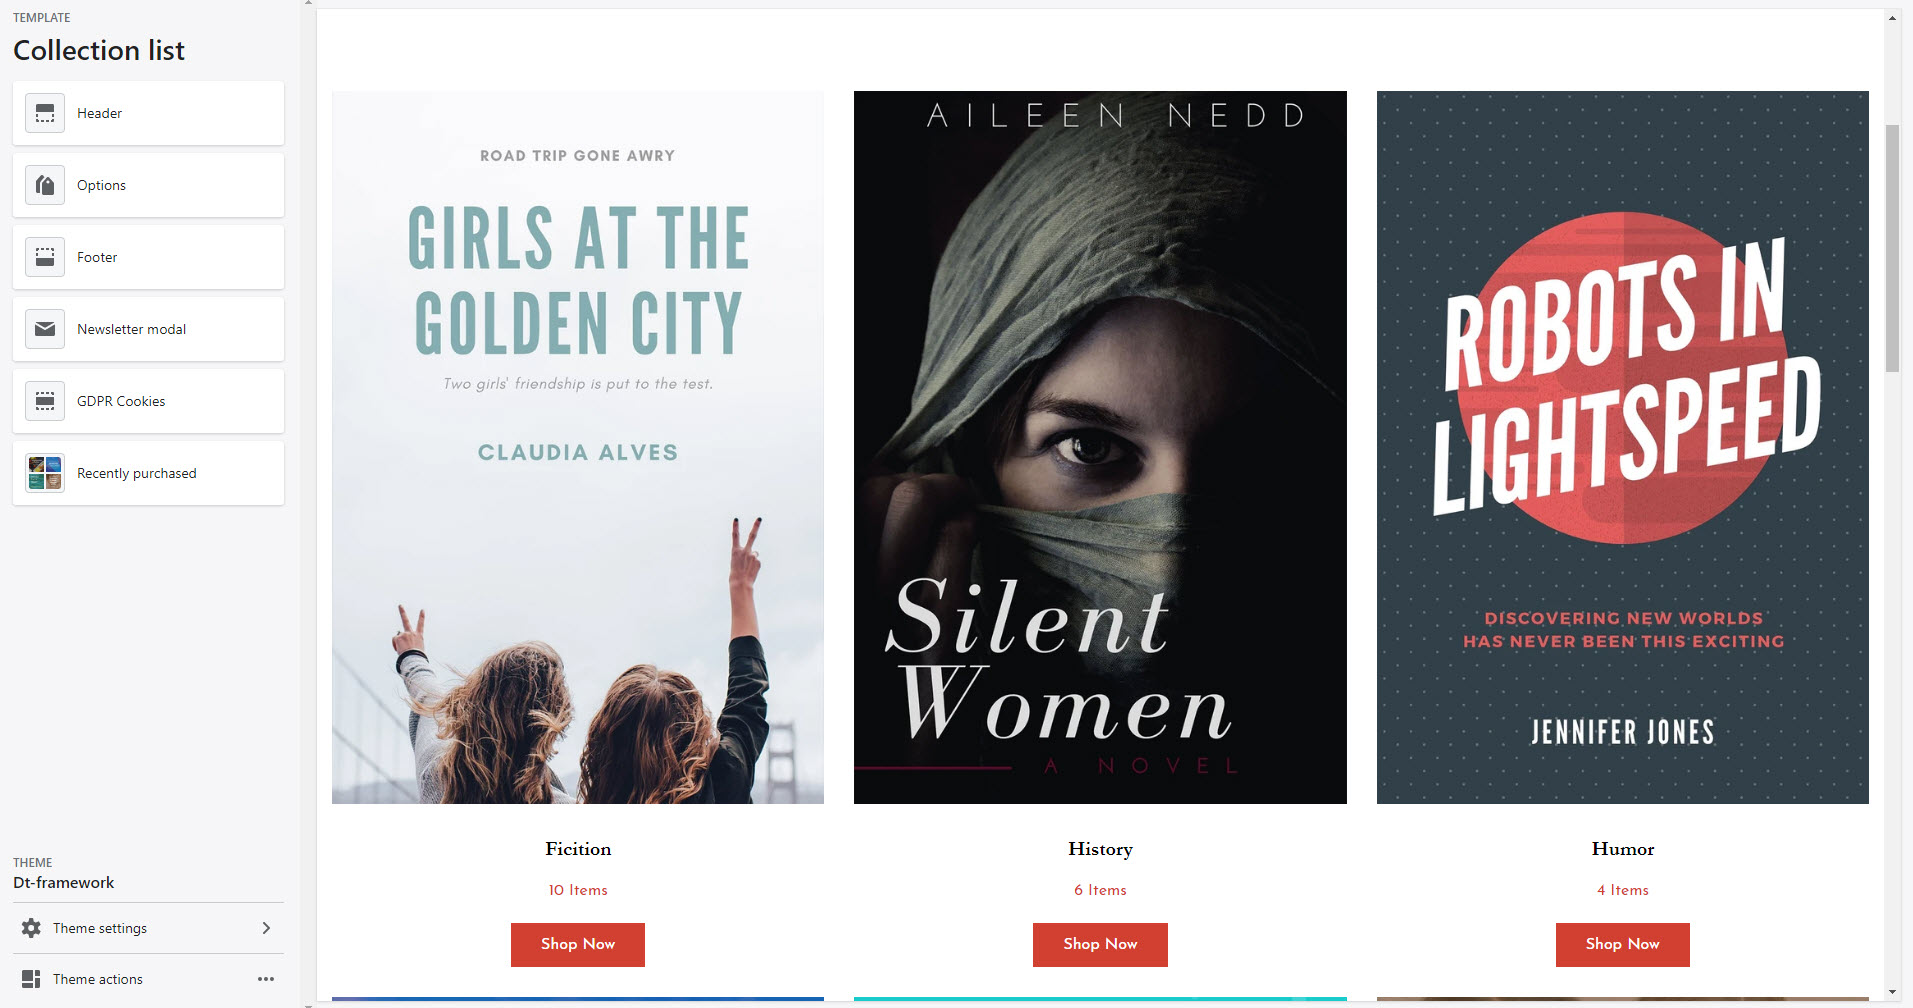 TEMPLATE
Collection list
Header
Options
Footer
Newsletter modal
GDPR Cookies
Recently purchased
THEME
Dt-framework
Theme settings
Theme actions
ROAD TRIP GONE AWRY
GIRLS AT THE
GOLDEN CITY
Two girls' friendship is put to the test.
CLAUDIA ALVES
Ficition
10 Items
Shop Now
AILEEN NEDD
Silent
Women
A NOVEL
History
6 Items
Shop Now
ROBOTS IN
LIGHTSPEED
DISCOVERING NEW WORLDS
HAS NEVER BEEN THIS EXCITING
JENNIFER JONES
Humor
4 Items
Shop Now